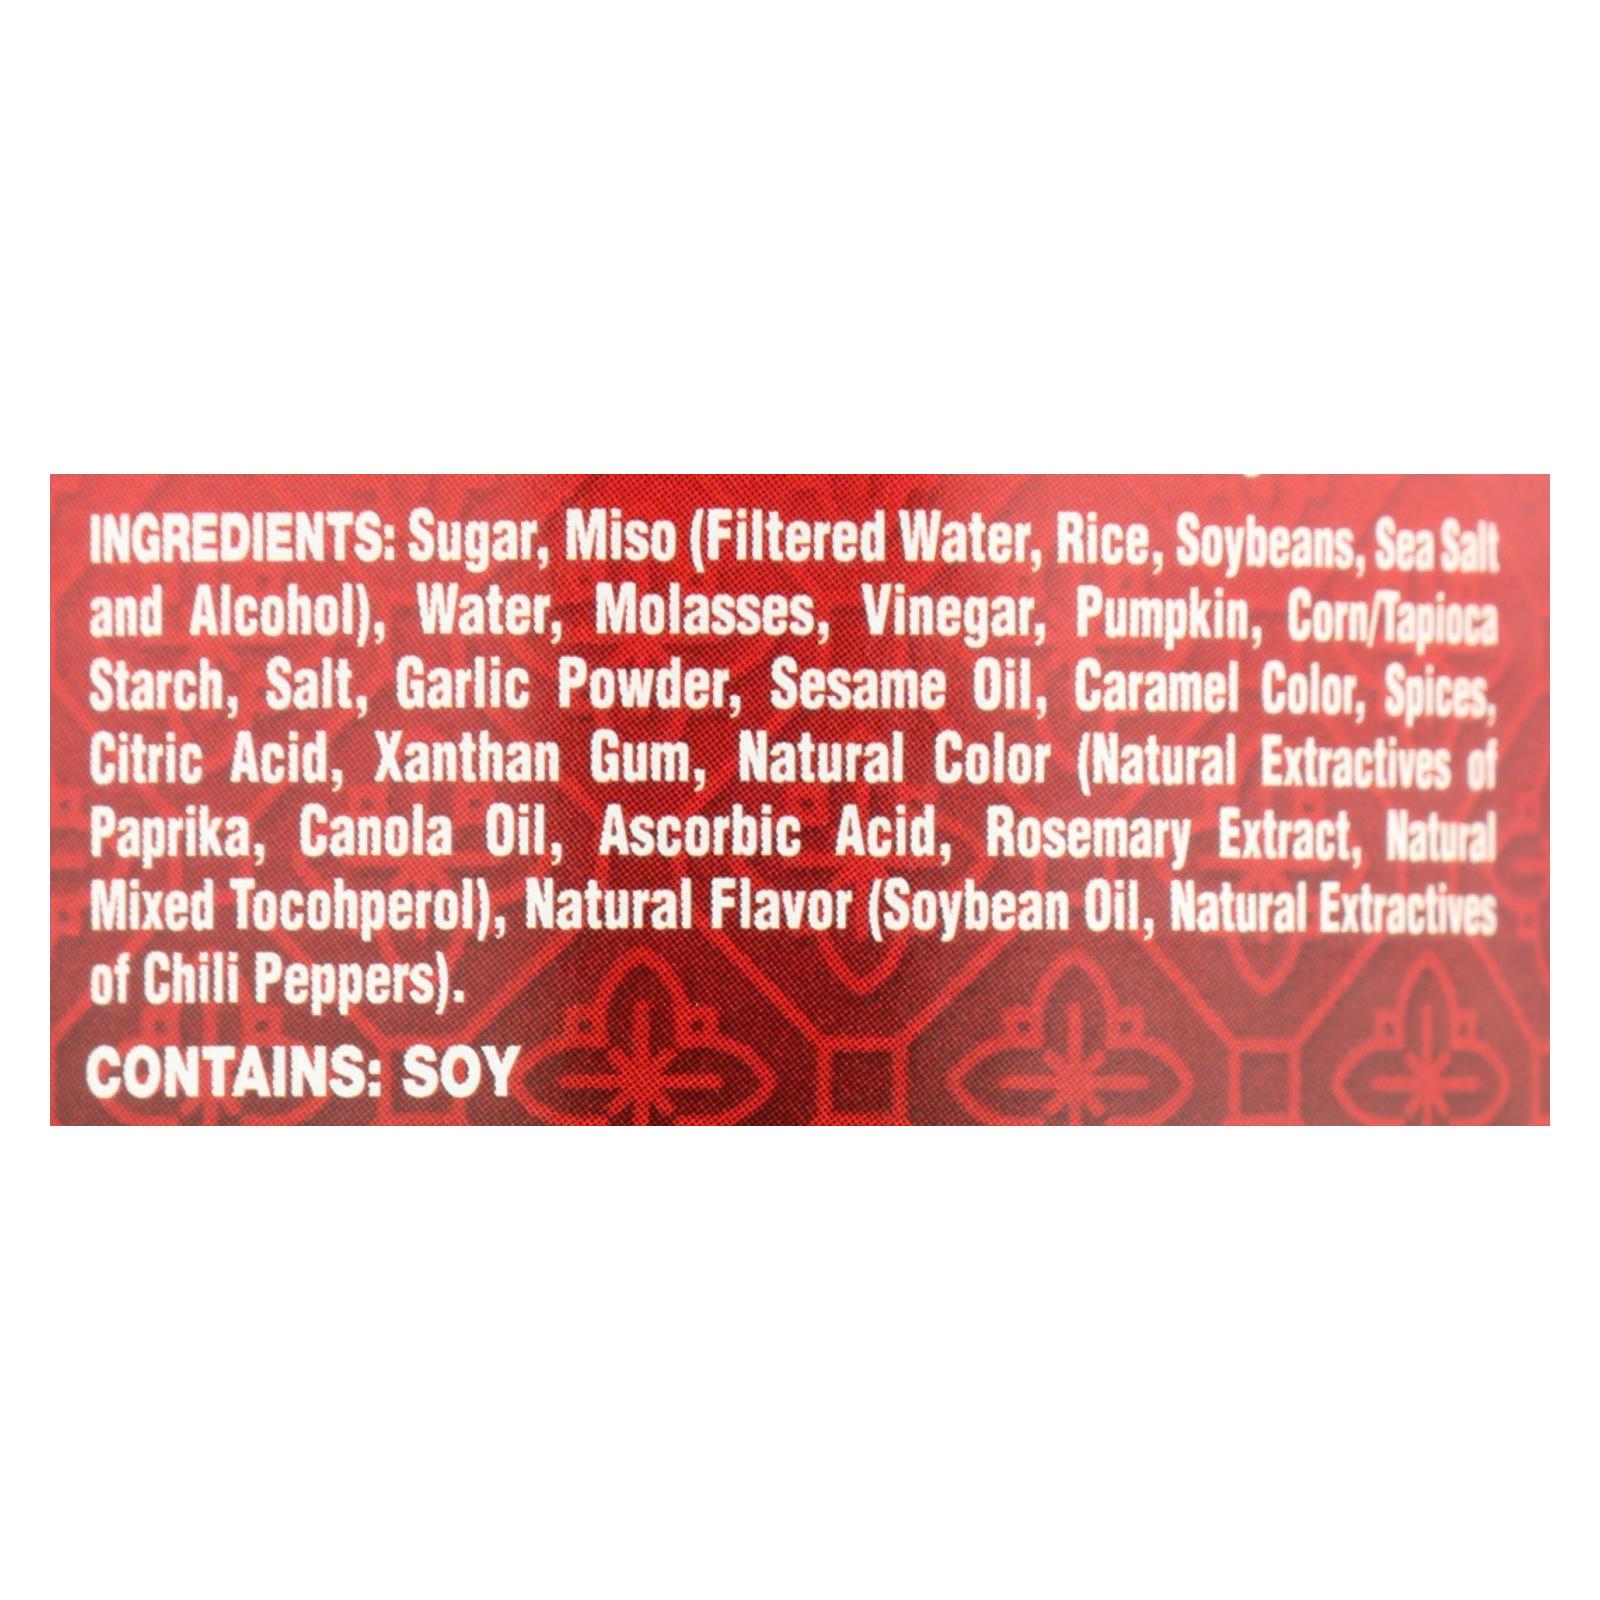 INGREDIENTS: Sugar, Miso (Filtered Water, Rice, Soybeans, Sea Salt
and Alcohol), Water, Molasses, Vinegar, Pumpkin, Corn/Tapioca
Starch, Salt, Garlic Powder, Sesame Oil, Caramel Color, Spices,
Citric Acid, Xanthan Gum, Natural Color (Natural Extractives of
Paprika, Canola Oil, Ascorbic Acid, Rosemary Extract, Natural
Mixed Tocohperol), Natural Flavor (Soybean Oil, Natural Extractives
of Chili Peppers).
CONTAINS: SOY